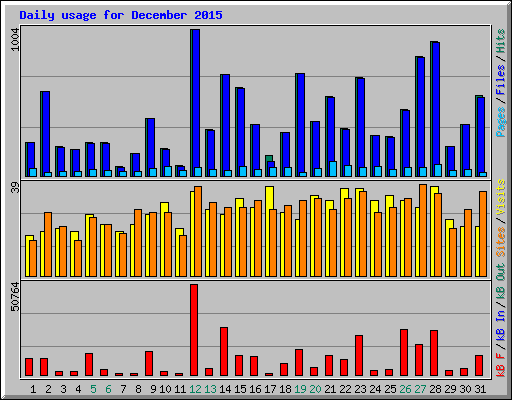 Daily usage for December 2015
1004
Pages / Files / Hits
39
Sites / Visits
50764
kB F / kB In / kB Out
1 2 3 4 5 6 7 8 9 10 11 12 13 14 15 16 17 18 19 20 21 22 23 24 25 26 27 28 29 30 31